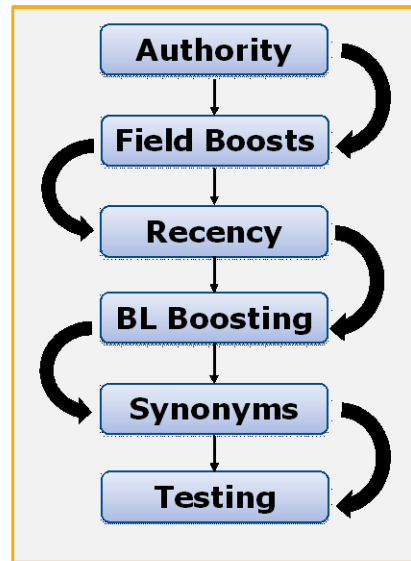 Authority
Field Boosts
Recency
BL Boosting
Synonyms
Testing